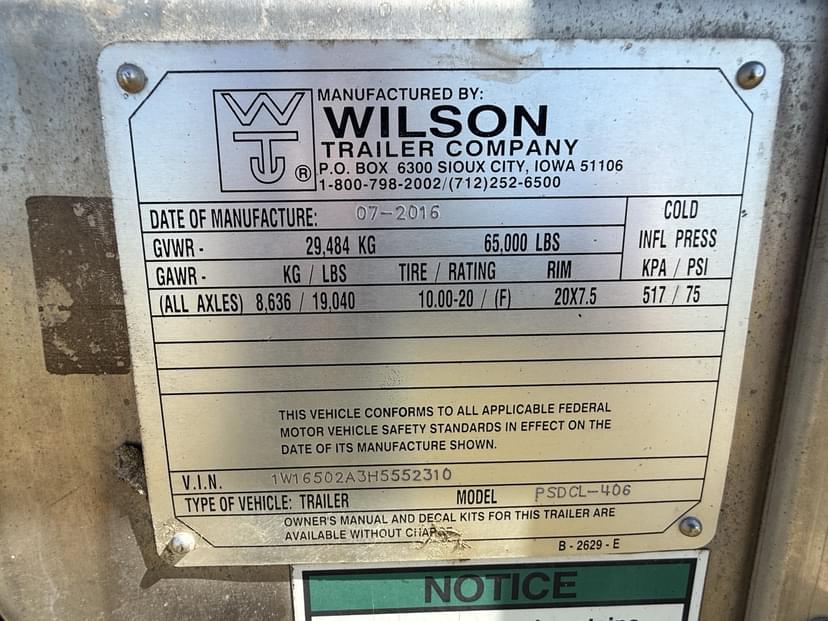 WT ®
MANUFACTURED BY:
WILSON
TRAILER COMPANY
P.O. BOX 6300 SIOUX CITY, IOWA 51106
1-800-798-2002/(712)252-6500
DATE OF MANUFACTURE: 07-2016 COLD
GVWR - 29,484 KG 65,000 LBS INFL PRESS
GAWR - KG / LBS TIRE / RATING RIM KPA / PSI
(ALL AXLES) 8,636 / 19,040 10.00-20 / (F) 20X7.5 517 / 75
THIS VEHICLE CONFORMS TO ALL APPLICABLE FEDERAL
MOTOR VEHICLE SAFETY STANDARDS IN EFFECT ON THE
DATE OF ITS MANUFACTURE SHOWN.
V.I.N. 1W16502A3H5552310
TYPE OF VEHICLE: TRAILER MODEL PSDCL-406
OWNER'S MANUAL AND DECAL KITS FOR THIS TRAILER ARE
AVAILABLE WITHOUT CHARGE
B - 2629 - E
NOTICE